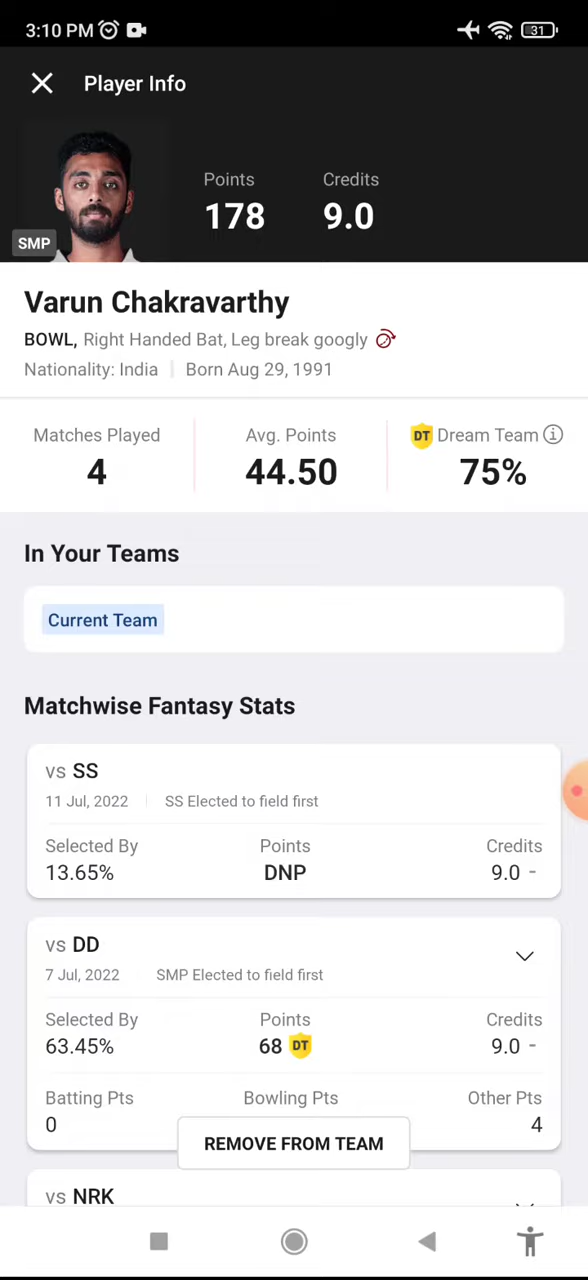 3:10 PM
31
Player Info
Points
Credits
178
9.0
SMP
Varun Chakravarthy
BOWL, Right Handed Bat, Leg break googly
Nationality: India | Born Aug 29, 1991
Matches Played
Avg. Points
DT Dream Team
4
44.50
75%
In Your Teams
Current Team
Matchwise Fantasy Stats
vs SS
11 Jul, 2022 | SS Elected to field first
Selected By Points Credits
13.65% DNP 9.0 -
vs DD
7 Jul, 2022 SMP Elected to field first
Selected By Points Credits
63.45% 68 DT 9.0 -
Batting Pts Bowling Pts Other Pts
0 4
REMOVE FROM TEAM
vs NRK